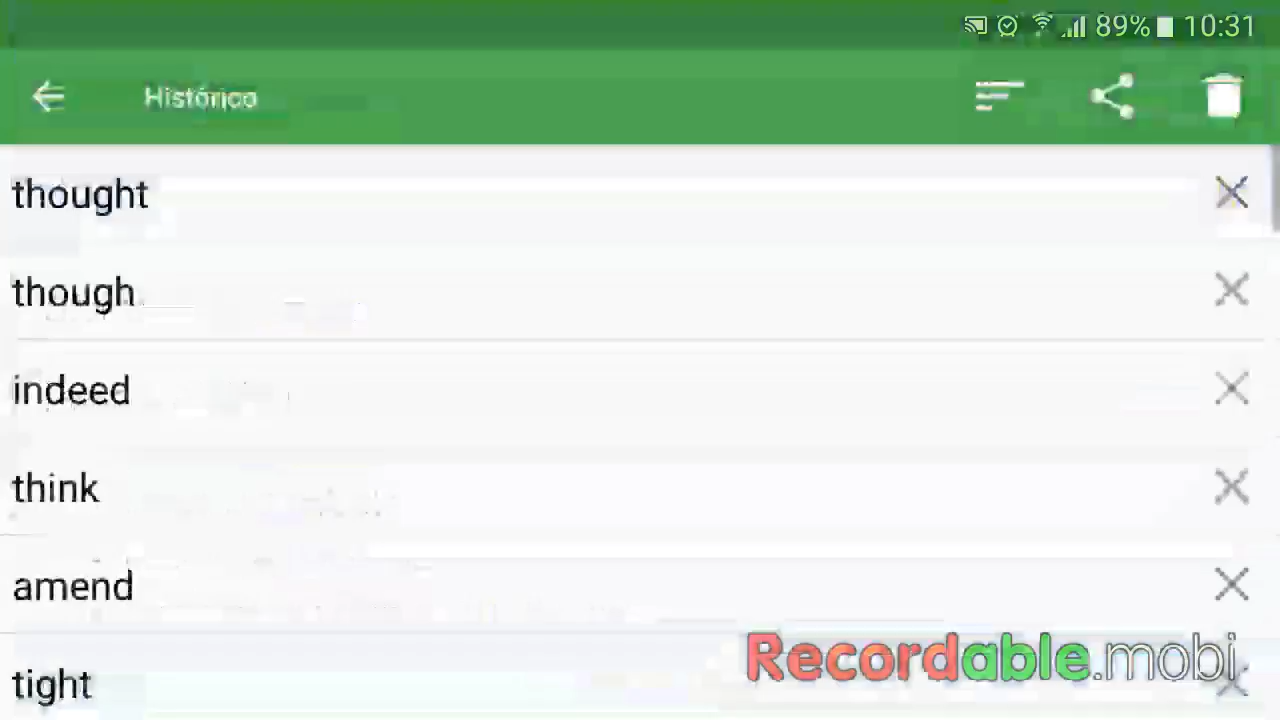 89% 10:31
Histórico
thought
though
indeed
think
amend
tight
Recordable.mobi